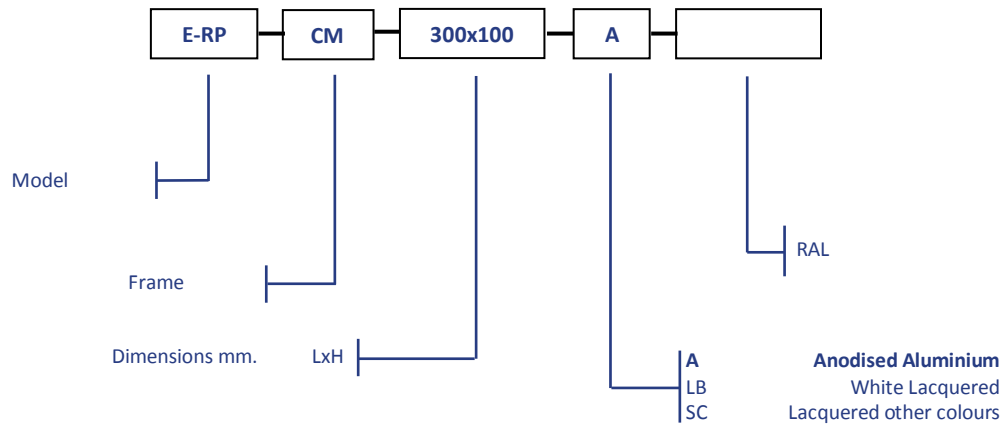 E-RP CM 300x100 A
Model
RAL
Frame
Dimensions mm. LxH
A Anodised Aluminium
LB White Lacquered
SC Lacquered other colours